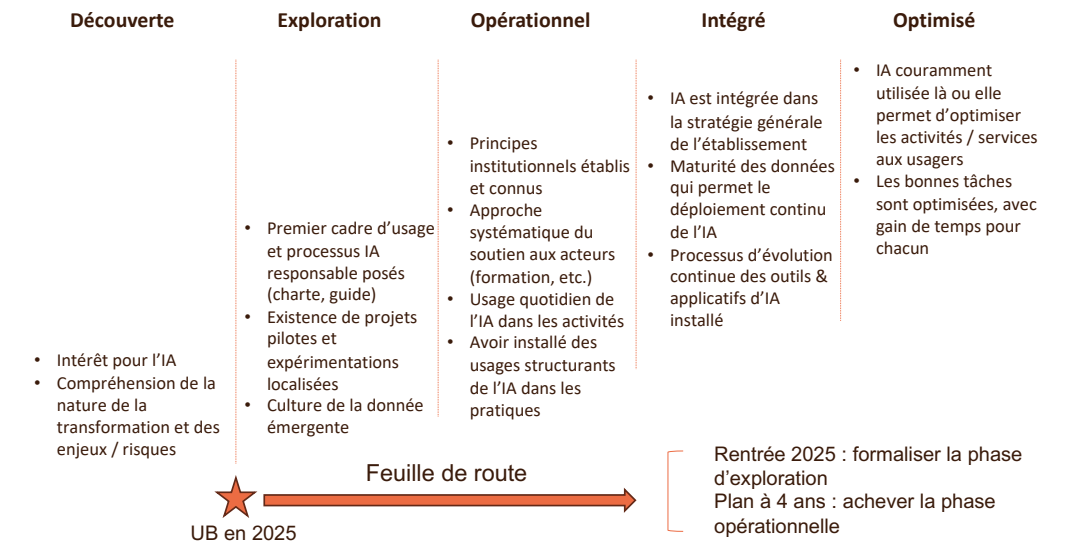 Découverte
Exploration
Opérationnel
Intégré
Optimisé
• Intérêt pour l’IA
• Compréhension de la
nature de la
transformation et des
enjeux / risques
• Premier cadre d’usage
et processus IA
responsable posés
(charte, guide)
• Existence de projets
pilotes et
expérimentations
localisées
• Culture de la donnée
émergente
• Principes
institutionnels établis
et connus
• Approche
systématique du
soutien aux acteurs
(formation, etc.)
• Usage quotidien de
l’IA dans les activités
• Avoir installé des
usages structurants
de l’IA dans les
pratiques
• IA est intégrée dans
la stratégie générale
de l’établissement
• Maturité des données
qui permet le
déploiement continu
de l’IA
• Processus d’évolution
continue des outils &
applicatifs d’IA
installé
• IA couramment
utilisée là ou elle
permet d’optimiser
les activités / services
aux usagers
• Les bonnes tâches
sont optimisées, avec
gain de temps pour
chacun
Feuille de route
UB en 2025
Rentrée 2025 : formaliser la phase
d’exploration
Plan à 4 ans : achever la phase
opérationnelle